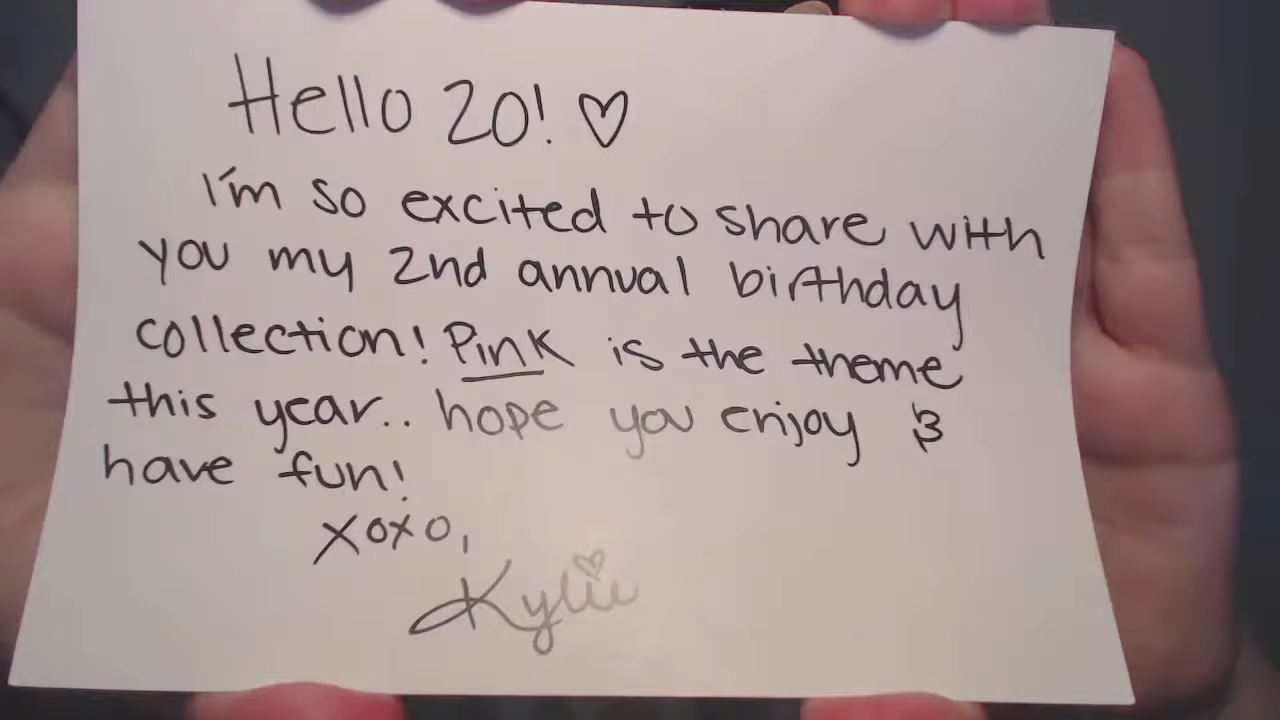 Hello 20! ♡
I'm so excited to share with
you my 2nd annual birthday
collection! Pink is the theme
this year.. hope you enjoy &
have fun!
xoxo,
Kylie